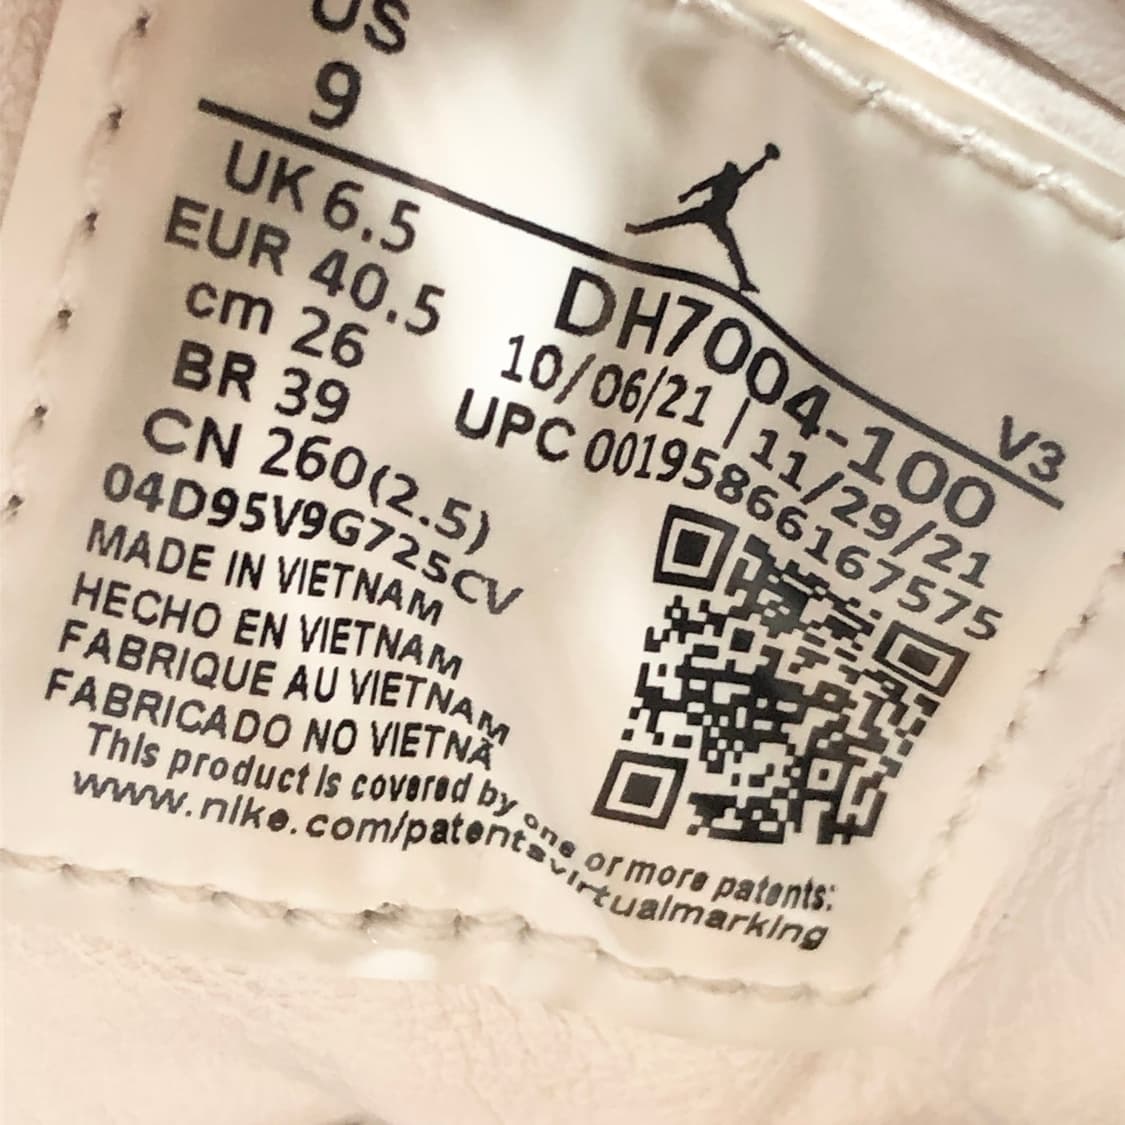 US
9
UK 6.5
EUR 40.5
cm 26
BR 39
CN 260(2.5)
04D95V9G725CV
MADE IN VIETNAM
HECHO EN VIETNAM
FABRIQUE AU VIETNAM
FABRICADO NO VIETNÃ
This product is covered by one or more patents:
www.nike.com/patentsvirtualmarking
DH7004-100
V3
10/06/21 | 11/29/21
UPC 00195866167575